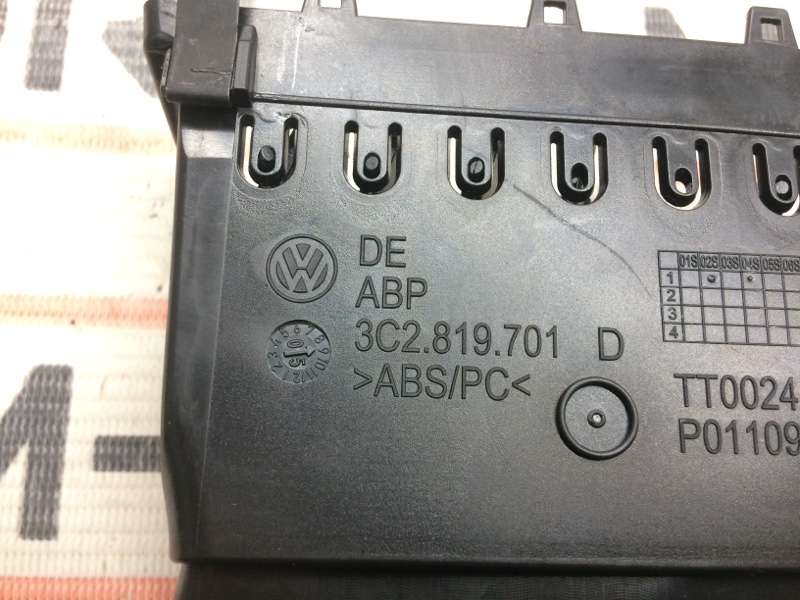 DE
ABP
3C2.819.701 D
>ABS/PC<
015
01S 02S 03S 04S 05S 06S
1
2
3
4
TT0024
P01109